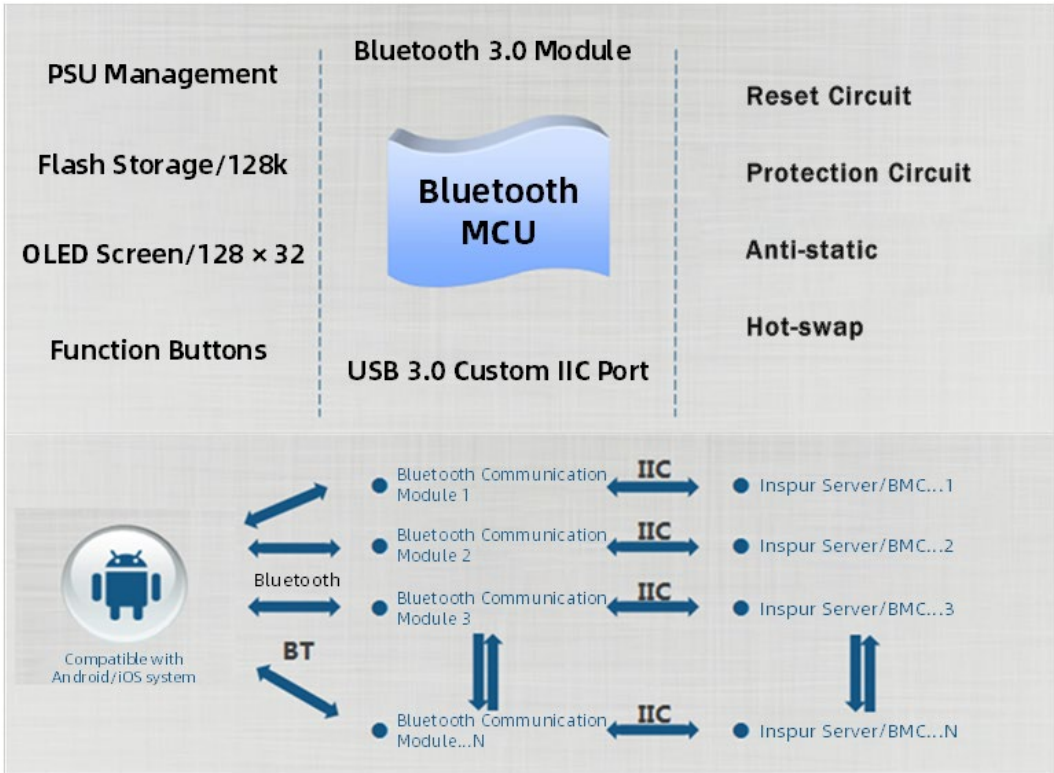 PSU Management
Flash Storage/128k
OLED Screen/128 × 32
Function Buttons
Bluetooth 3.0 Module
Bluetooth
MCU
USB 3.0 Custom IIC Port
Reset Circuit
Protection Circuit
Anti-static
Hot-swap
Compatible with
Android/iOS system
Bluetooth
BT
Bluetooth Communication
Module 1
IIC
Inspur Server/BMC...1
Bluetooth Communication
Module 2
IIC
Inspur Server/BMC...2
Bluetooth Communication
Module 3
IIC
Inspur Server/BMC...3
Bluetooth Communication
Module...N
IIC
Inspur Server/BMC...N